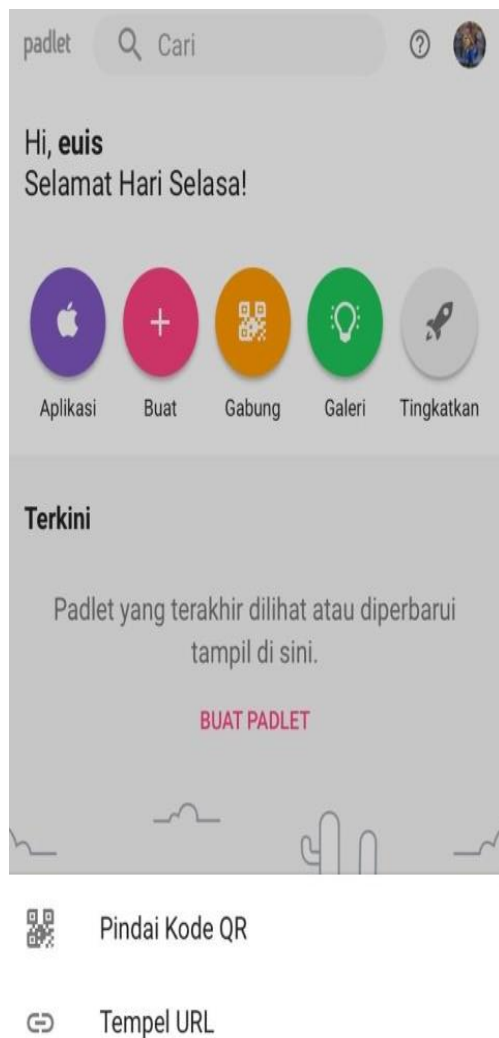 padlet
Cari
Hi, euis
Selamat Hari Selasa!
Aplikasi
Buat
Gabung
Galeri
Tingkatkan
Terkini
Padlet yang terakhir dilihat atau diperbarui
tampil di sini.
BUAT PADLET
Pindai Kode QR
Tempel URL